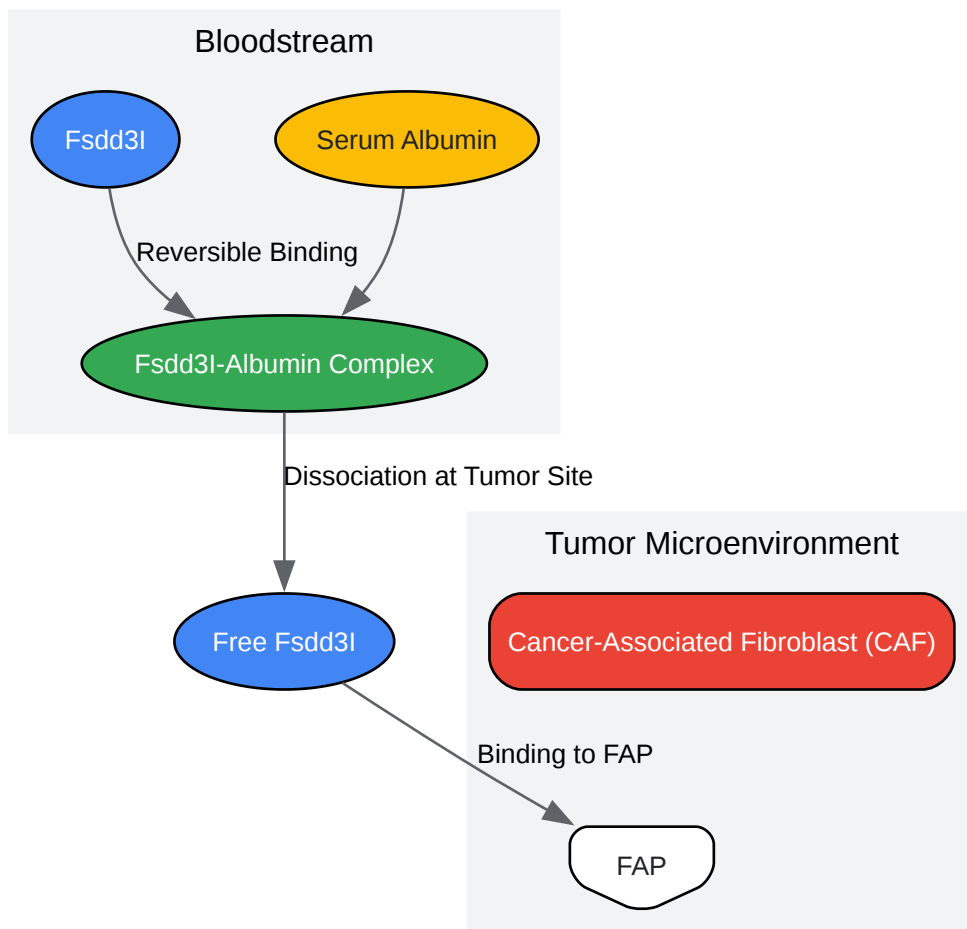 Bloodstream
Fsdd3I
Serum Albumin
Reversible Binding
Fsdd3I-Albumin Complex
Dissociation at Tumor Site
Tumor Microenvironment
Free Fsdd3I
Cancer-Associated Fibroblast (CAF)
Binding to FAP
FAP